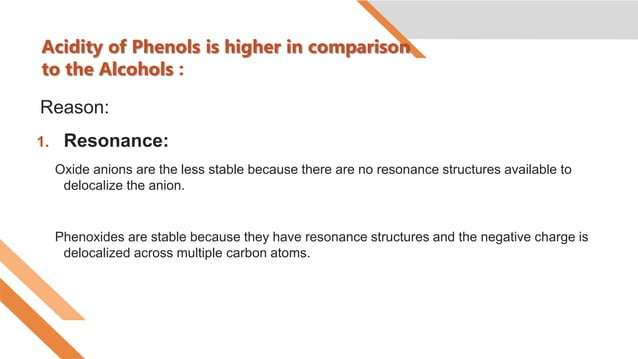 Acidity of Phenols is higher in comparison
to the Alcohols :
Reason:
1. Resonance:
Oxide anions are the less stable because there are no resonance structures available to
delocalize the anion.
Phenoxides are stable because they have resonance structures and the negative charge is
delocalized across multiple carbon atoms.